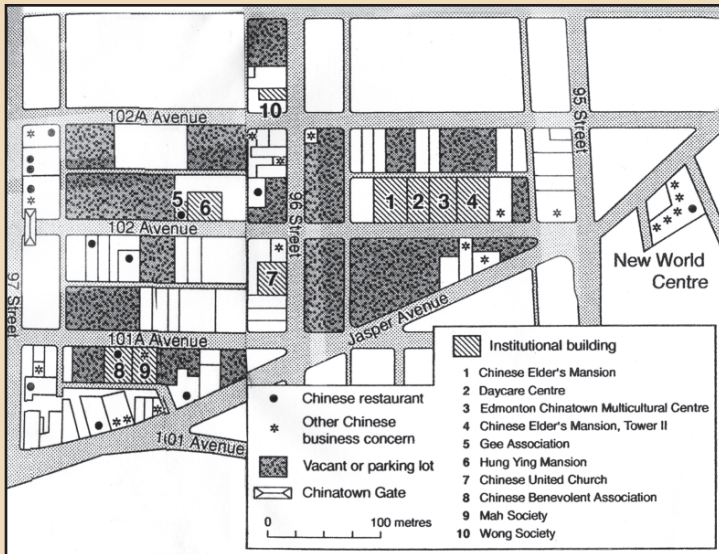 10
102A Avenue
95 Street
5
6
96 Street
1
2
3
4
102 Avenue
New World
Centre
7
97 Street
101A Avenue
Jasper Avenue
8
9
101 Avenue
Chinese restaurant
Other Chinese
business concern
Vacant or parking lot
Chinatown Gate
0 100 metres
Institutional building
1 Chinese Elder's Mansion
2 Daycare Centre
3 Edmonton Chinatown Multicultural Centre
4 Chinese Elder's Mansion, Tower II
5 Gee Association
6 Hung Ying Mansion
7 Chinese United Church
8 Chinese Benevolent Association
9 Mah Society
10 Wong Society